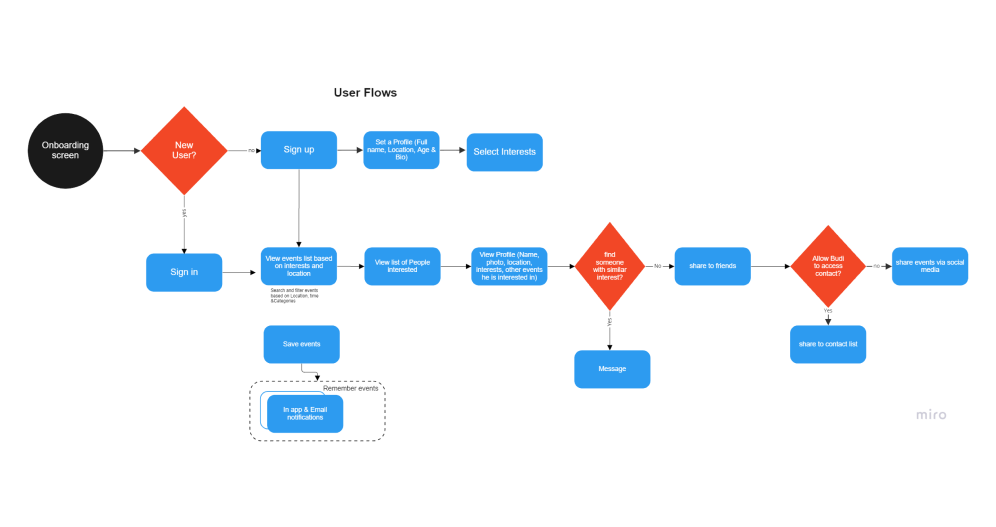 User Flows
Onboarding
screen
New
User?
no
Sign up
Set a Profile (Full
name, Location, Age &
Bio)
Select Interests
yes
Sign in
View events list based
on interests and
location
Search and filter events
based on Location, time
&Categories
View list of People
interested
View Profile (Name,
photo, location,
interests, other events
he is interested in)
find
someone
with similar
interest?
No
share to friends
Allow Budi
to access
contact?
no
share events via social
media
Yes
share to contact list
Yes
Message
Save events
Remember events
In app & Email
notifications
miro